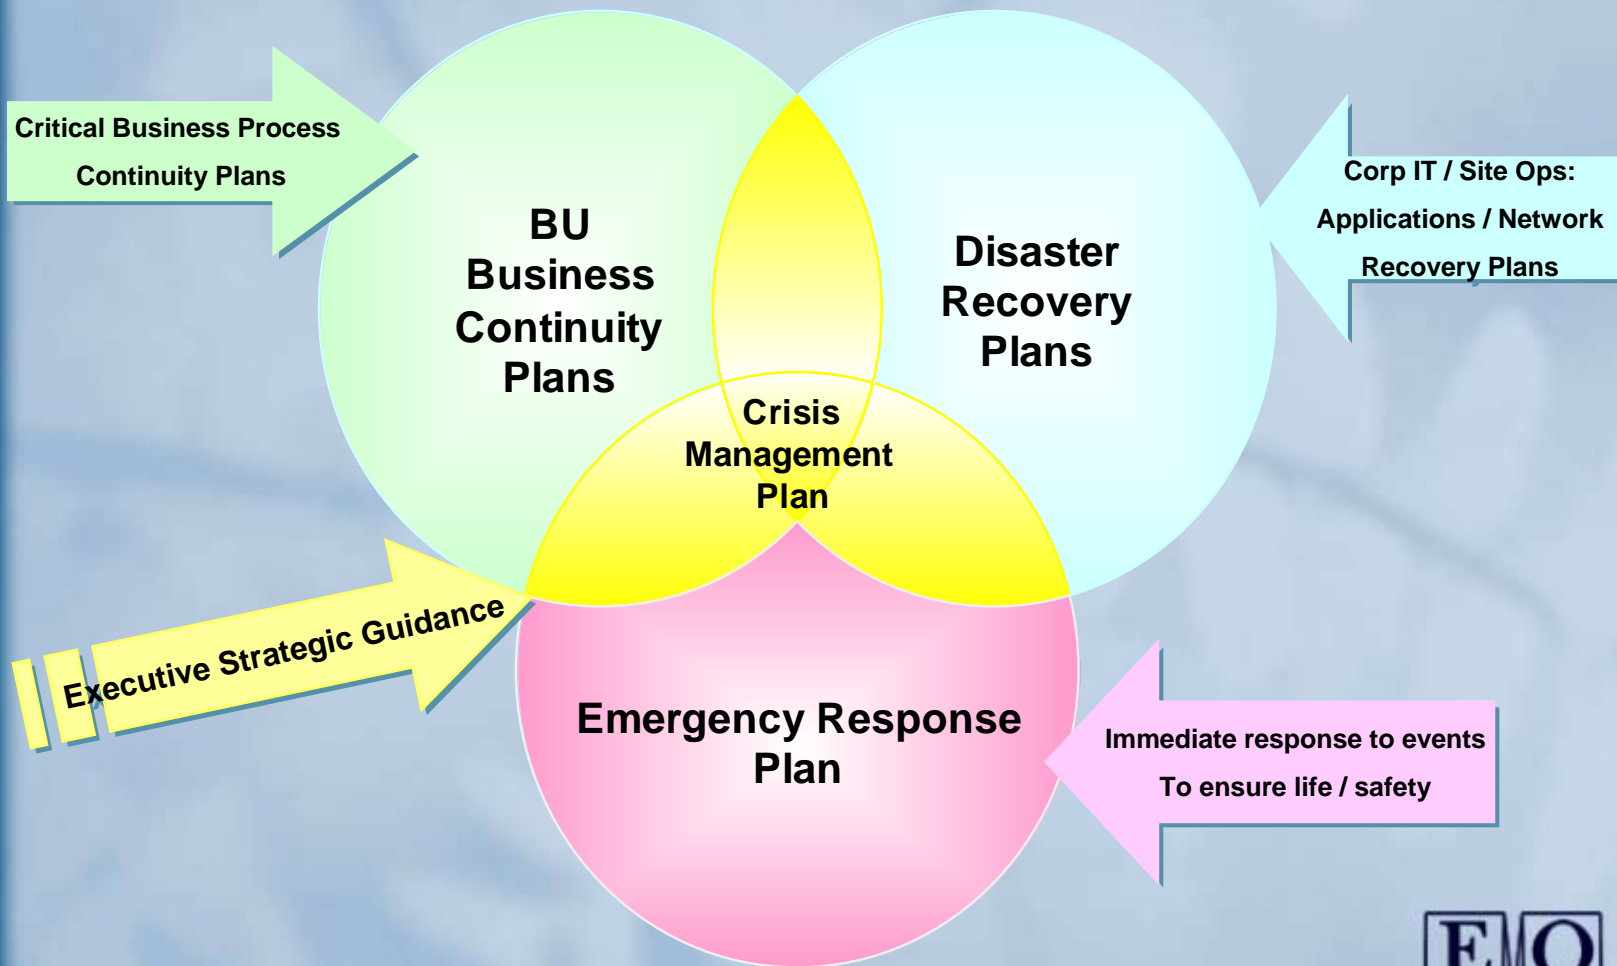 Critical Business Process
Continuity Plans
BU
Business
Continuity
Plans
Disaster
Recovery
Plans
Corp IT / Site Ops:
Applications / Network
Recovery Plans
Crisis
Management
Plan
Executive Strategic Guidance
Emergency Response
Plan
Immediate response to events
To ensure life / safety
EMO